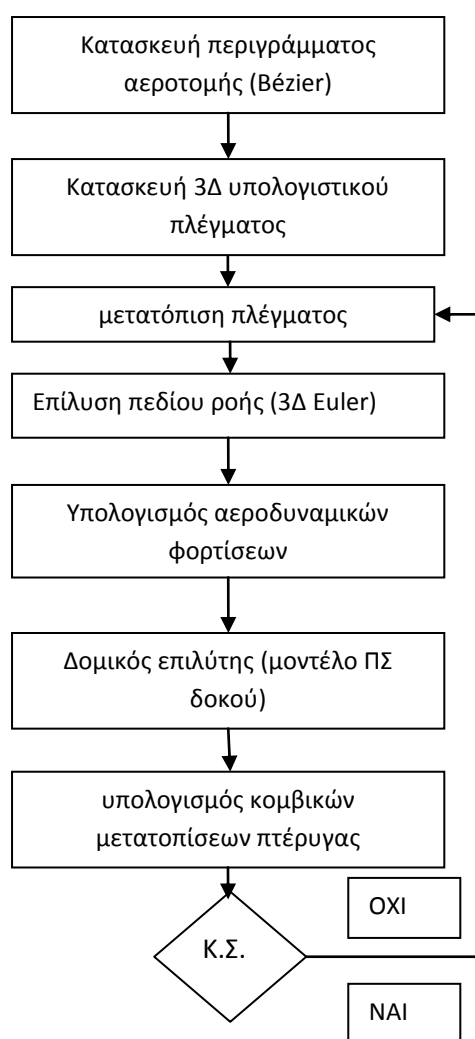 Κατασκευή περιγράμματος
αεροτομής (Bézier)
Κατασκευή 3Δ υπολογιστικού
πλέγματος
μετατόπιση πλέγματος
Επίλυση πεδίου ροής (3Δ Euler)
Υπολογισμός αεροδυναμικών
φορτίσεων
Δομικός επιλύτης (μοντέλο ΠΣ
δοκού)
υπολογισμός κομβικών
μετατοπίσεων πτέρυγας
ΟΧΙ
Κ.Σ.
ΝΑΙ